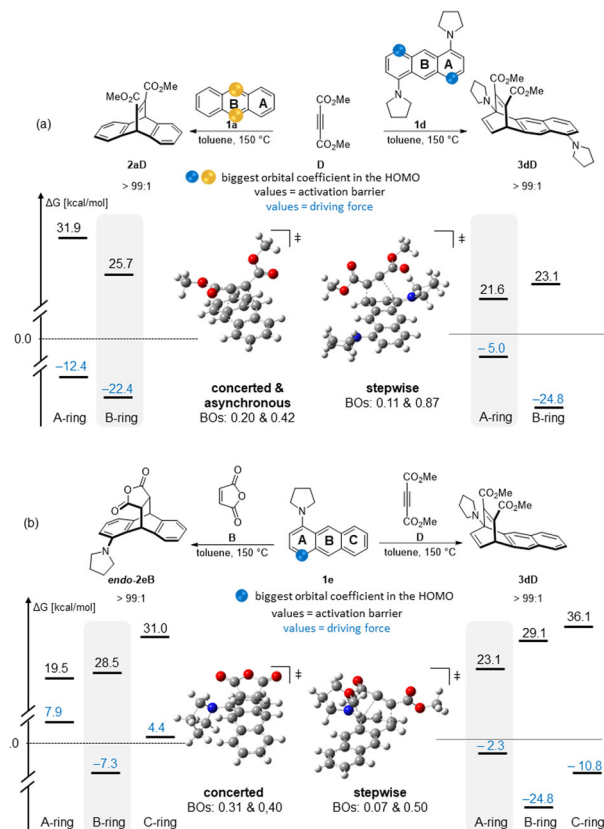 N
B A
N
MeO₂C CO₂Me
B A
1a
toluene, 150 °C
CO₂Me
CO₂Me
D
1d
toluene, 150 °C
N CO₂Me
CO₂Me
N
(a)
2aD
> 99:1
3dD
> 99:1
biggest orbital coefficient in the HOMO
values = activation barrier
values = driving force
ΔG [kcal/mol]
31.9
25.7
0.0
–12.4
–22.4
A-ring
B-ring
‡
concerted &
asynchronous
BOs: 0.20 & 0.42
‡
stepwise
BOs: 0.11 & 0.87
21.6
23.1
– 5.0
–24.8
A-ring
B-ring
(b)
O
O
O
N
endo-2eB
> 99:1
O
O
O
B
toluene, 150 °C
N
A B C
1e
CO₂Me
CO₂Me
D
toluene, 150 °C
N CO₂Me
CO₂Me
3dD
> 99:1
biggest orbital coefficient in the HOMO
values = activation barrier
values = driving force
ΔG [kcal/mol]
19.5
28.5
31.0
7.9
–7.3
4.4
.0
A-ring
B-ring
C-ring
‡
concerted
BOs: 0.31 & 0,40
‡
stepwise
BOs: 0.07 & 0.50
23.1
29.1
36.1
– 2.3
–24.8
– 10.8
A-ring
B-ring
C-ring